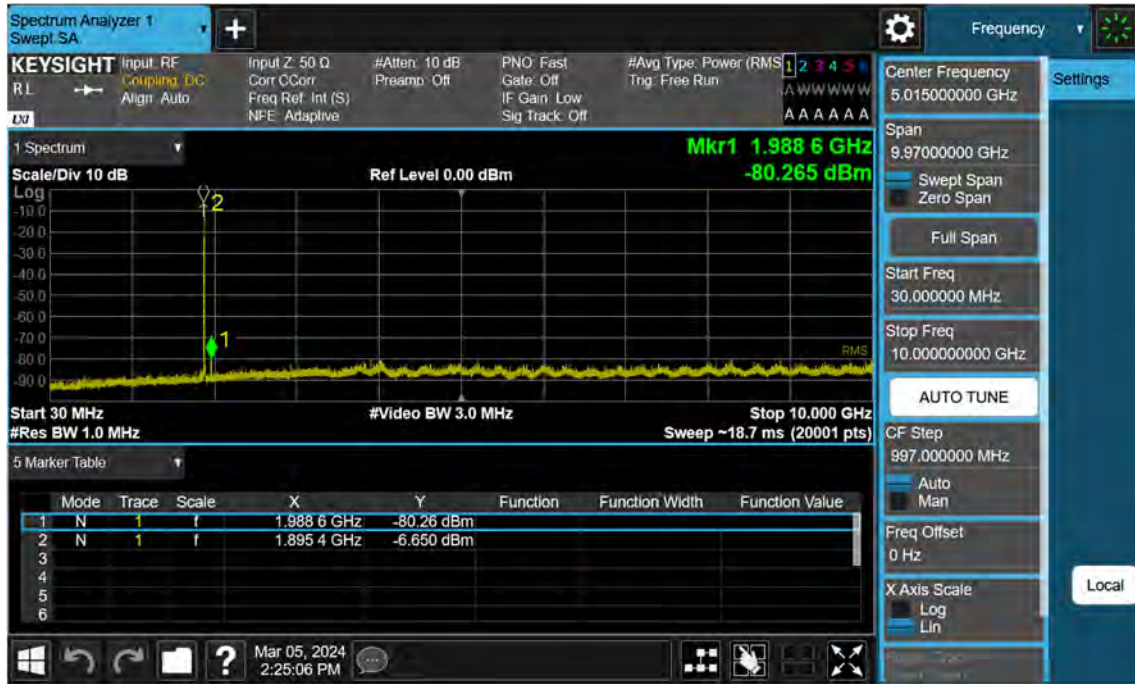 Spectrum Analyzer 1
Swept SA
+
Frequency
KEYSIGHT
RL
LXI
Input: RF
Coupling: DC
Align: Auto
Input Z: 50 Ω
Corr CCorr
Freq Ref: Int (S)
NFE: Adaptive
#Atten: 10 dB
Preamp: Off
PNO: Fast
Gate: Off
IF Gain: Low
Sig Track: Off
#Avg Type: Power (RMS
Trig: Free Run
1 2 3 4 5 6
A W W W W W
A A A A A A
1 Spectrum
Scale/Div 10 dB
Ref Level 0.00 dBm
Mkr1 1.988 6 GHz
-80.265 dBm
Log
-10.0
-20.0
-30.0
-40.0
-50.0
-60.0
-70.0
-80.0
-90.0
2
1
RMS
Start 30 MHz #Video BW 3.0 MHz Stop 10.000 GHz
#Res BW 1.0 MHz Sweep ~18.7 ms (20001 pts)
5 Marker Table
Mode Trace Scale X Y Function Function Width Function Value
1 N 1 f 1.988 6 GHz -80.26 dBm
2 N 1 f 1.895 4 GHz -6.650 dBm
3
4
5
6
?
Mar 05, 2024
2:25:06 PM
Center Frequency
5.015000000 GHz
Span
9.97000000 GHz
Swept Span
Zero Span
Full Span
Start Freq
30.000000 MHz
Stop Freq
10.000000000 GHz
AUTO TUNE
CF Step
997.000000 MHz
Auto
Man
Freq Offset
0 Hz
X Axis Scale
Log
Lin
Settings
Local